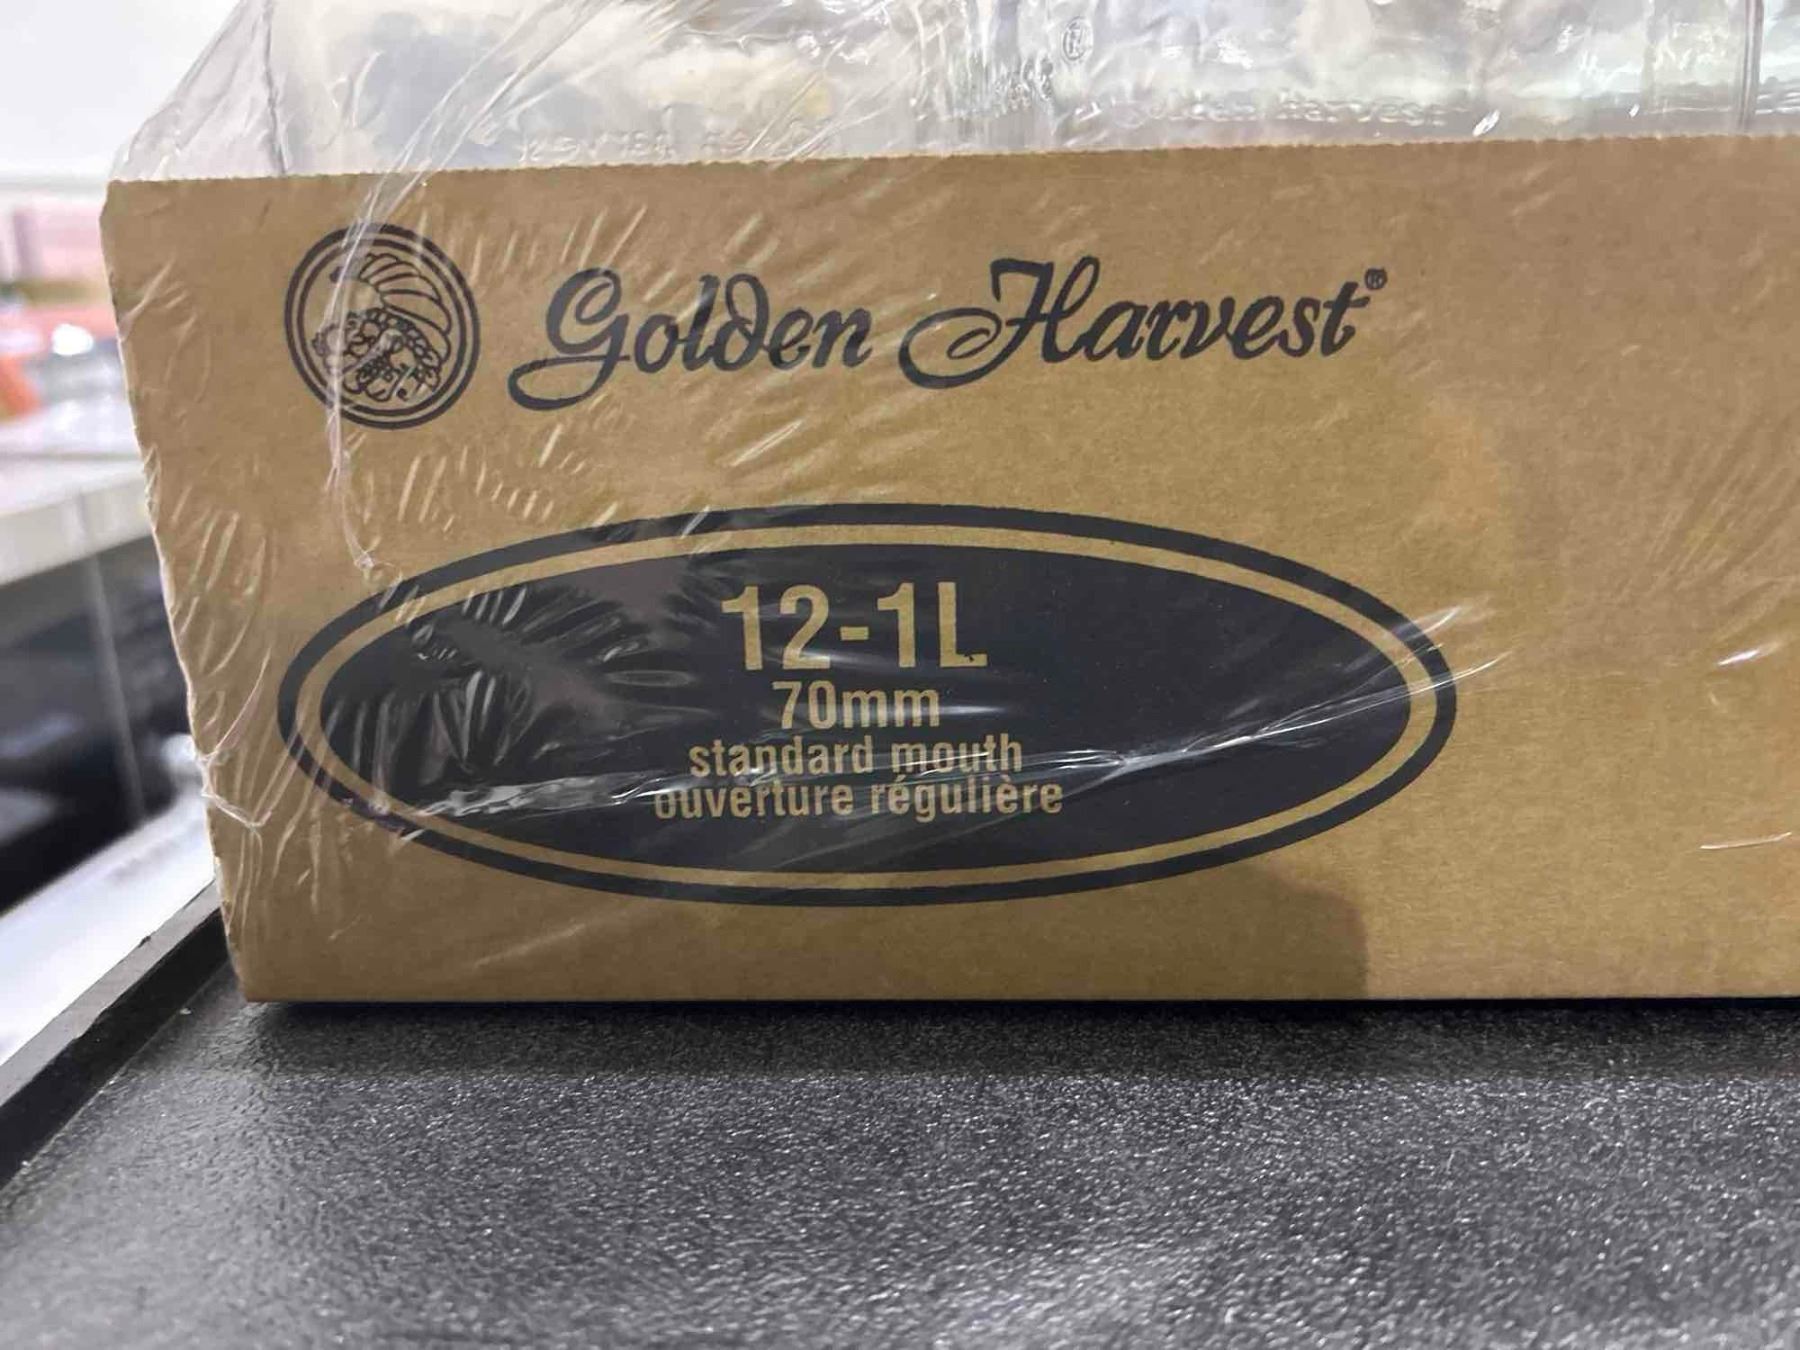 Golden Harvest®
12-1L
70mm
standard mouth
ouverture régulière